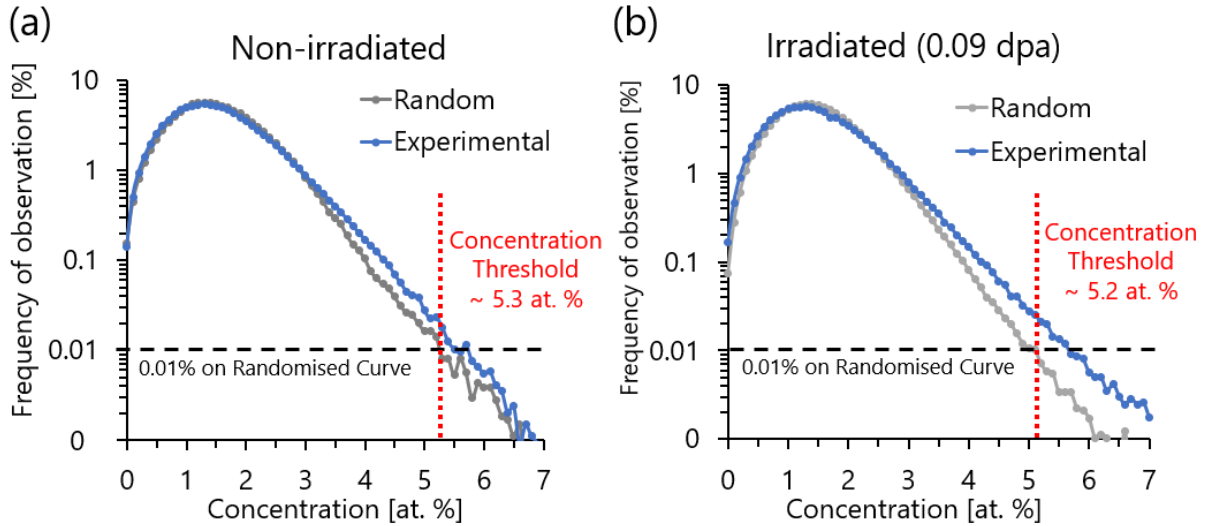 (a)
Non-irradiated
Frequency of observation [%]
10
1
0.1
0.01
0
Random
Experimental
Concentration
Threshold
~ 5.3 at. %
0.01% on Randomised Curve
0 1 2 3 4 5 6 7
Concentration [at. %]
(b)
Irradiated (0.09 dpa)
Frequency of observation [%]
10
1
0.1
0.01
0
Random
Experimental
Concentration
Threshold
~ 5.2 at. %
0.01% on Randomised Curve
0 1 2 3 4 5 6 7
Concentration [at. %]